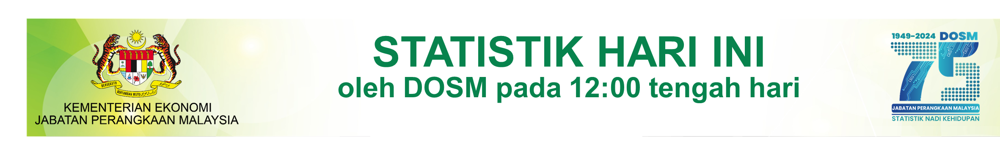 BERSEKUTU
BERTAMBAH MUTU
KEMENTERIAN EKONOMI
JABATAN PERANGKAAN MALAYSIA
STATISTIK HARI INI
oleh DOSM pada 12:00 tengah hari
1949-2024 DOSM
75
JABATAN PERANGKAAN MALAYSIA
STATISTIK NADI KEHIDUPAN